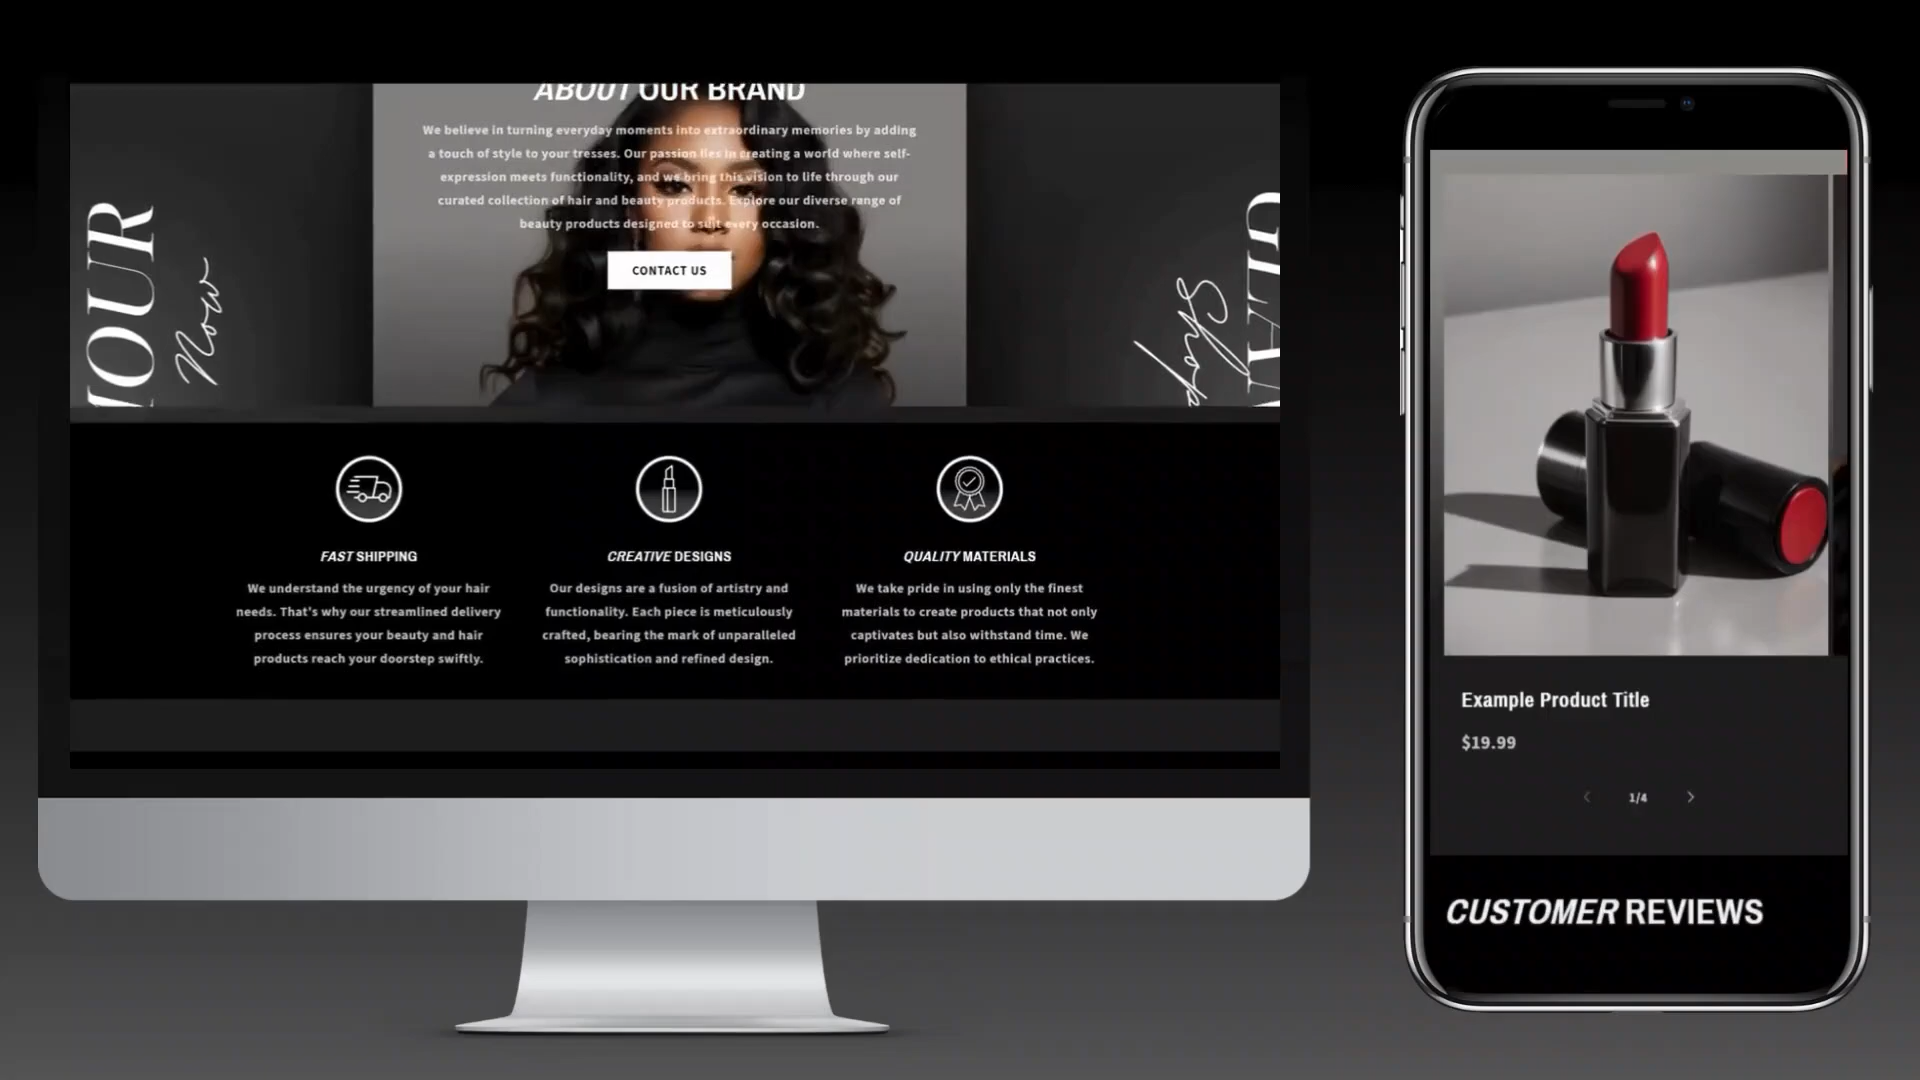 ABOUT OUR BRAND
We believe in turning everyday moments into extraordinary memories by adding
a touch of style to your tresses. Our passion lies in creating a world where self-
expression meets functionality, and we bring this vision to life through our
curated collection of hair and beauty products. Explore our diverse range of
beauty products designed to suit every occasion.
CONTACT US
OUR
Now
Shop
FAST SHIPPING
We understand the urgency of your hair
needs. That's why our streamlined delivery
process ensures your beauty and hair
products reach your doorstep swiftly.
CREATIVE DESIGNS
Our designs are a fusion of artistry and
functionality. Each piece is meticulously
crafted, bearing the mark of unparalleled
sophistication and refined design.
QUALITY MATERIALS
We take pride in using only the finest
materials to create products that not only
captivates but also withstand time. We
prioritize dedication to ethical practices.
Example Product Title
$19.99
1/4
CUSTOMER REVIEWS